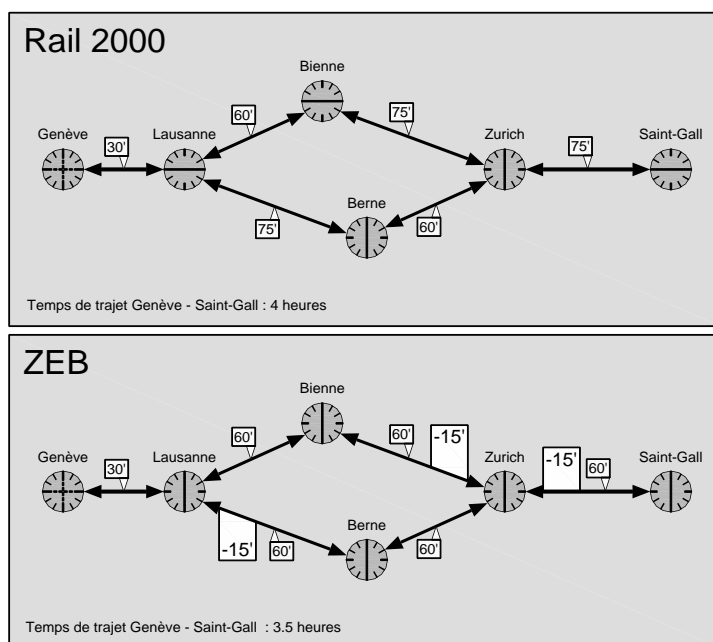 Rail 2000
Bienne
60'
75'
Genève
Lausanne
Zurich
Saint-Gall
30'
75'
Berne
75'
60'
Temps de trajet Genève - Saint-Gall : 4 heures
ZEB
Bienne
60'
60'
-15'
Genève
Lausanne
Zurich
-15'
Saint-Gall
30'
60'
Berne
-15'
60'
60'
Temps de trajet Genève - Saint-Gall : 3.5 heures